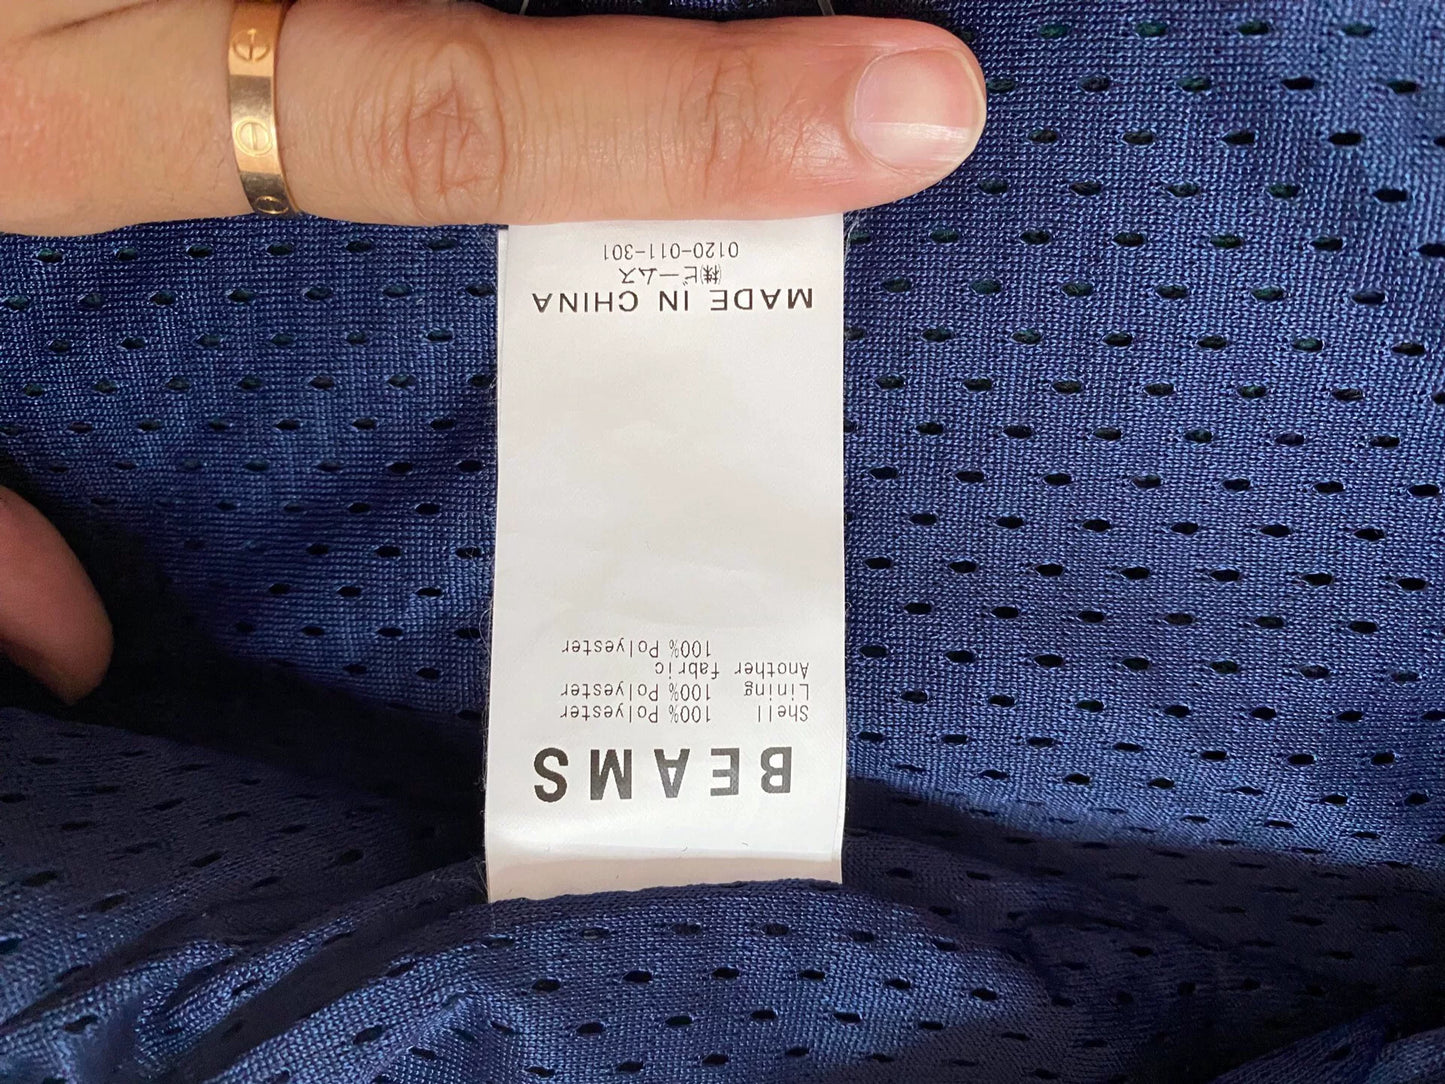 BEAMS
Shell 100% Polyester
Lining 100% Polyester
Another fabric
100% Polyester
MADE IN CHINA
㈱ビームス
0120-011-301